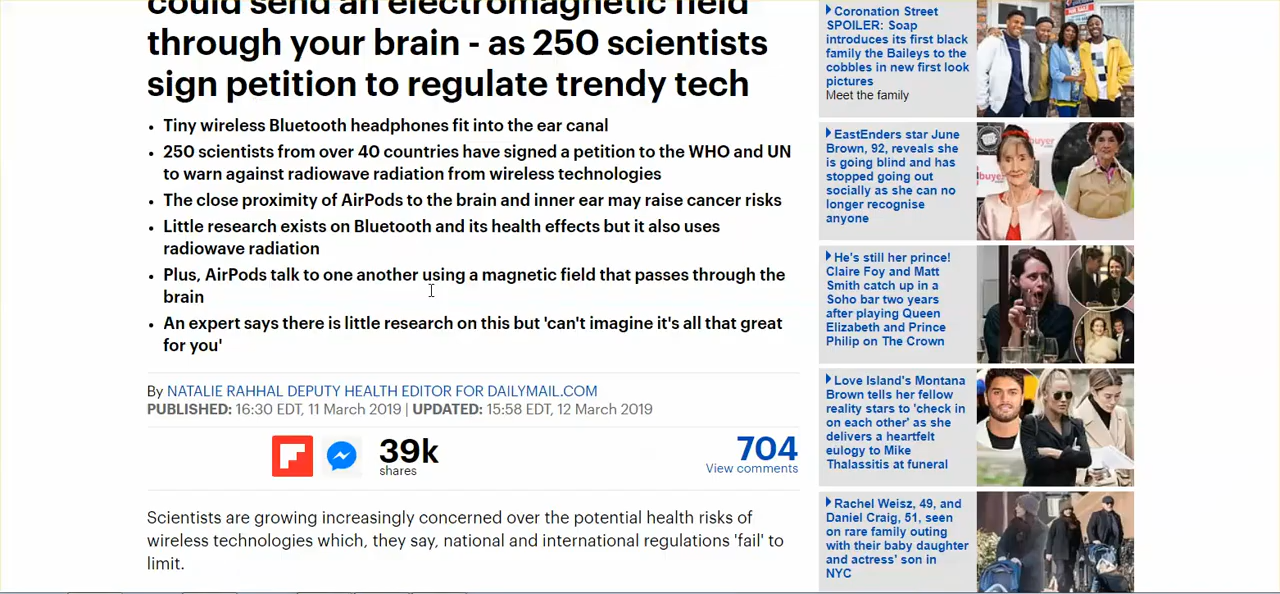 could send an electromagnetic field
through your brain - as 250 scientists
sign petition to regulate trendy tech
• Tiny wireless Bluetooth headphones fit into the ear canal
• 250 scientists from over 40 countries have signed a petition to the WHO and UN
to warn against radiowave radiation from wireless technologies
• The close proximity of AirPods to the brain and inner ear may raise cancer risks
• Little research exists on Bluetooth and its health effects but it also uses
radiowave radiation
• Plus, AirPods talk to one another using a magnetic field that passes through the
brain
• An expert says there is little research on this but 'can't imagine it's all that great
for you'
By NATALIE RAHHAL DEPUTY HEALTH EDITOR FOR DAILYMAIL.COM
PUBLISHED: 16:30 EDT, 11 March 2019 | UPDATED: 15:58 EDT, 12 March 2019
39k
shares
704
View comments
Scientists are growing increasingly concerned over the potential health risks of
wireless technologies which, they say, national and international regulations 'fail' to
limit.
Coronation Street
SPOILER: Soap
introduces its first black
family the Baileys to the
cobbles in new first look
pictures
Meet the family
EastEnders star June
Brown, 92, reveals she
is going blind and has
stopped going out
socially as she can no
longer recognise
anyone
He's still her prince!
Claire Foy and Matt
Smith catch up in a
Soho bar two years
after playing Queen
Elizabeth and Prince
Philip on The Crown
Love Island's Montana
Brown tells her fellow
reality stars to 'check in
on each other' as she
delivers a heartfelt
eulogy to Mike
Thalassitis at funeral
Rachel Weisz, 49, and
Daniel Craig, 51, seen
on rare family outing
with their baby daughter
and actress' son in
NYC